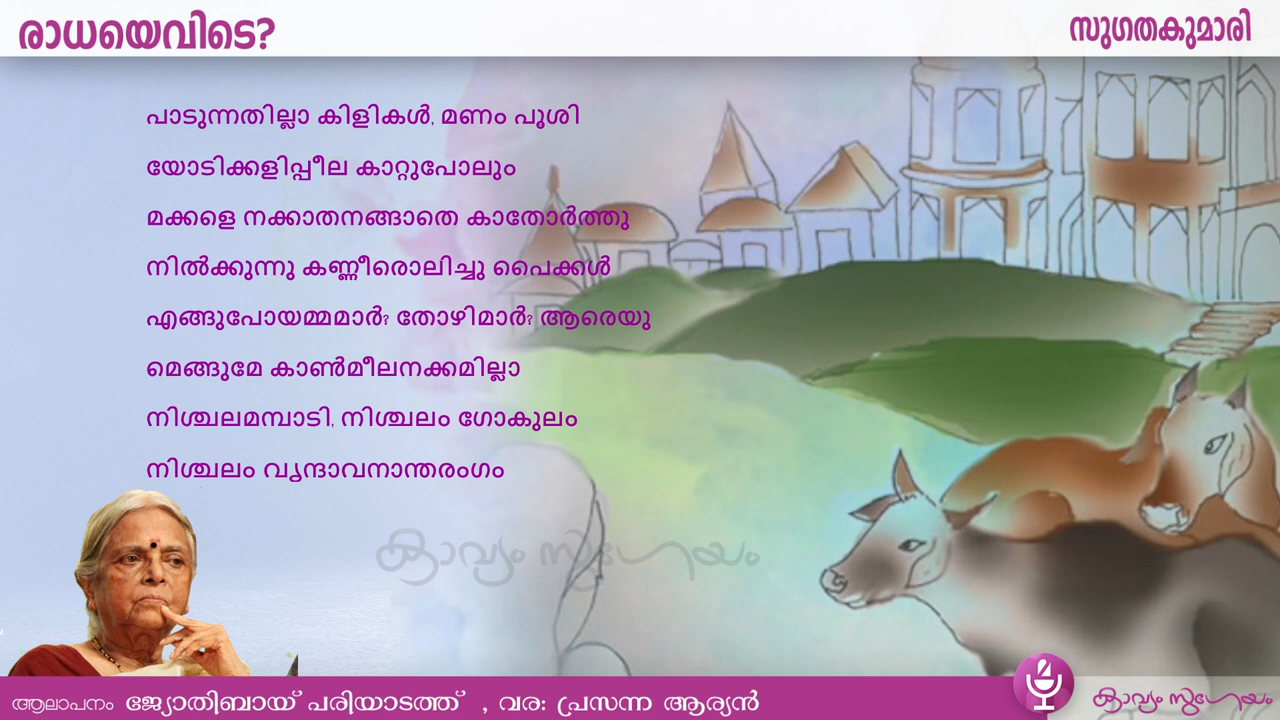 രാധയെവിടെ?
സുഗതകുമാരി
പാടുന്നതില്ലാ കിളികൾ, മണം പൂശി
യോടിക്കളിപ്പീല കാറ്റുപോലും
മക്കളെ നക്കാതനങ്ങാതെ കാതോർത്തു
നിൽക്കുന്നു കണ്ണീരൊലിച്ചു പൈക്കൾ
എങ്ങുപോയമ്മമാർ? തോഴിമാർ? ആരെയു
മെങ്ങുമേ കാൺമീലനക്കമില്ലാ
നിശ്ചലമമ്പാടി, നിശ്ചലം ഗോകുലം
നിശ്ചലം വൃന്ദാവനാന്തരംഗം
കാവ്യം സുഗേയം
ആലാപനം ജ്യോതിബായ് പരിയാടത്ത് , വര: പ്രസന്ന ആര്യൻ
കാവ്യം സുഗേയം